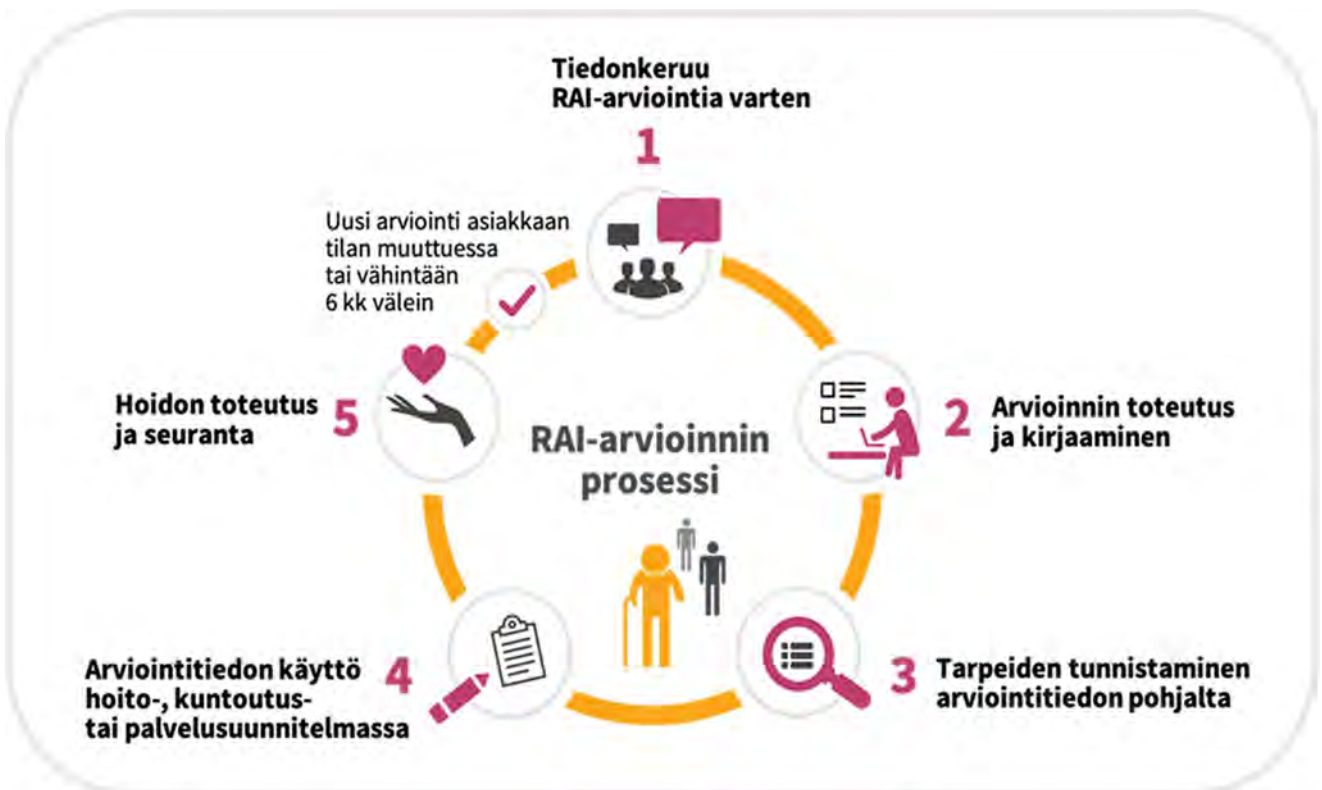 Tiedonkeruu
RAI-arviointia varten
1
Uusi arviointi asiakkaan
tilan muuttuessa
tai vähintään
6 kk välein
2
Arvioinnin toteutus
ja kirjaaminen
Hoidon toteutus
ja seuranta
5
RAI-arvioinnin
prosessi
3
Tarpeiden tunnistaminen
arviointitiedon pohjalta
4
Arviointitiedon käyttö
hoito-, kuntoutus-
tai palvelusuunnitelmassa